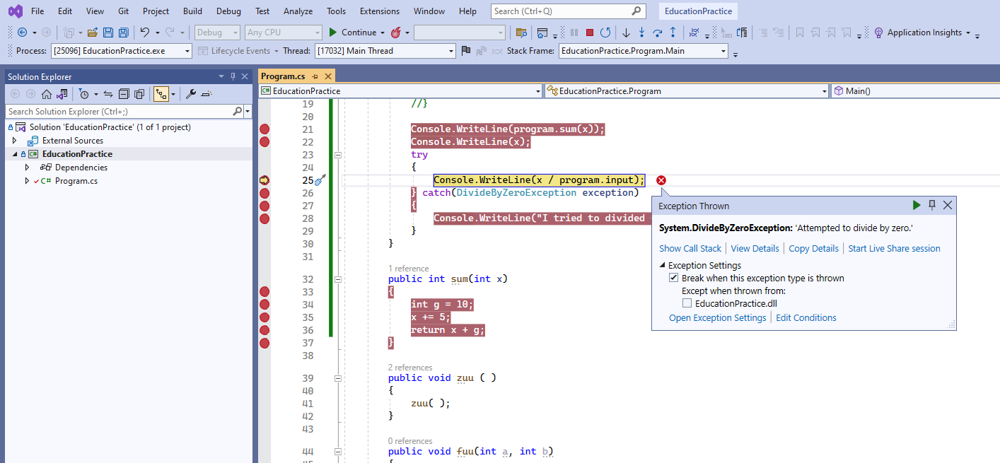 File Edit View Git Project Build Debug Test Analyze Tools Extensions Window Help Search (Ctrl+Q) EducationPractice
Debug Any CPU Continue Application Insights
Process: [25096] EducationPractice.exe Lifecycle Events Thread: [17032] Main Thread Stack Frame: EducationPractice.Program.Main
Solution Explorer
Search Solution Explorer (Ctrl+;)
Solution 'EducationPractice' (1 of 1 project)
External Sources
EducationPractice
Dependencies
C# Program.cs
Program.cs
C# EducationPractice EducationPractice.Program Main()
19 //}
20
21 Console.WriteLine(program.sum(x));
22 Console.WriteLine(x);
23 try
24 {
25 Console.WriteLine(x / program.input);
26 } catch(DivideByZeroException exception)
27 {
28 Console.WriteLine("I tried to divided
29 }
30 }
31
1 reference
32 public int sum(int x)
33 {
34 int g = 10;
35 x += 5;
36 return x + g;
37 }
38
2 references
39 public void zuu ( )
40 {
41 zuu( );
42 }
43
0 references
44 public void fuu(int a, int b)
45 {
Exception Thrown
System.DivideByZeroException: 'Attempted to divide by zero.'
Show Call Stack | View Details | Copy Details | Start Live Share session
Exception Settings
Break when this exception type is thrown
Except when thrown from:
EducationPractice.dll
Open Exception Settings | Edit Conditions